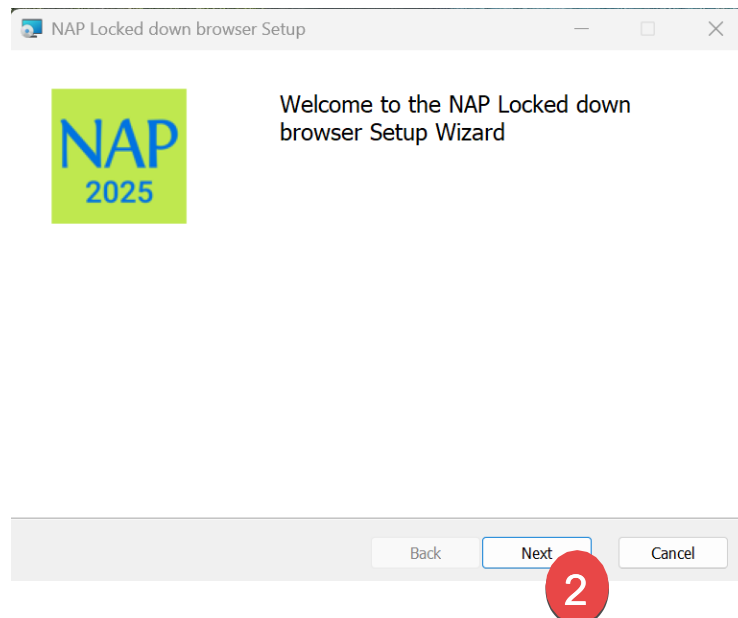 NAP Locked down browser Setup
NAP
2025
Welcome to the NAP Locked down
browser Setup Wizard
Back
Next
Cancel
2